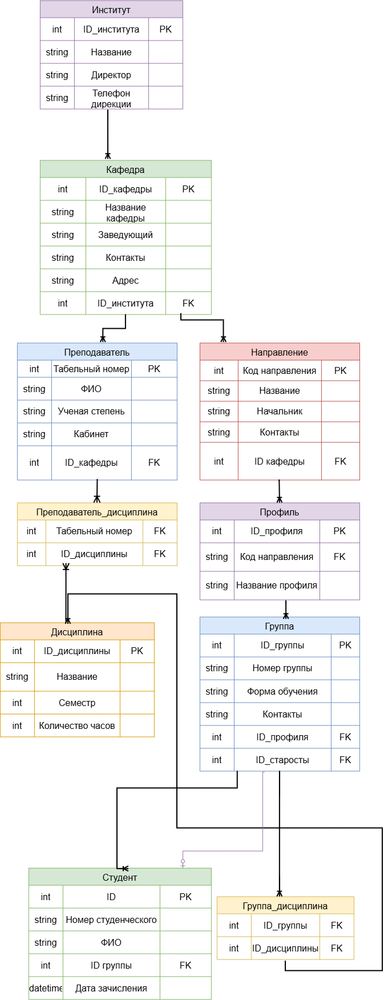 Институт
int ID_института PK
string Название
string Директор
string Телефон
дирекции
Кафедра
int ID_кафедры PK
string Название
кафедры
string Заведующий
string Контакты
string Адрес
int ID_института FK
Преподаватель
int Табельный номер PK
string ФИО
string Ученая степень
string Кабинет
int ID_кафедры FK
Направление
int Код направления PK
string Название
string Начальник
string Контакты
int ID кафедры FK
Преподаватель_дисциплина
int Табельный номер FK
int ID_дисциплины FK
Профиль
int ID_профиля PK
string Код направления FK
string Название профиля
Дисциплина
int ID_дисциплины PK
string Название
int Семестр
int Количество часов
Группа
int ID_группы PK
string Номер группы
string Форма обучения
string Контакты
int ID_профиля FK
int ID_старосты FK
Студент
int ID PK
string Номер студенческого
string ФИО
int ID группы FK
datetime Дата зачисления
Группа_дисциплина
int ID_группы FK
int ID_дисциплины FK